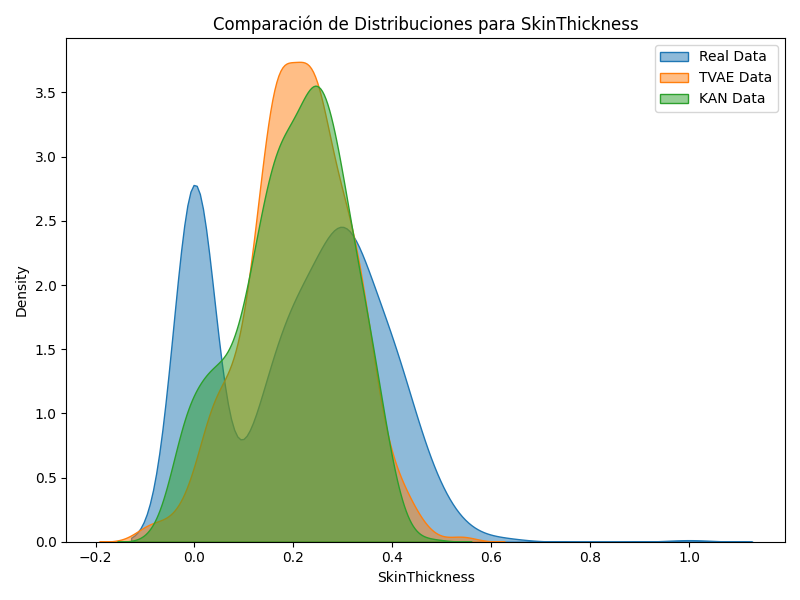 Comparación de Distribuciones para SkinThickness
Real Data
TVAE Data
KAN Data
3.5
3.0
2.5
2.0
1.5
1.0
0.5
0.0
Density
−0.2 0.0 0.2 0.4 0.6 0.8 1.0
SkinThickness